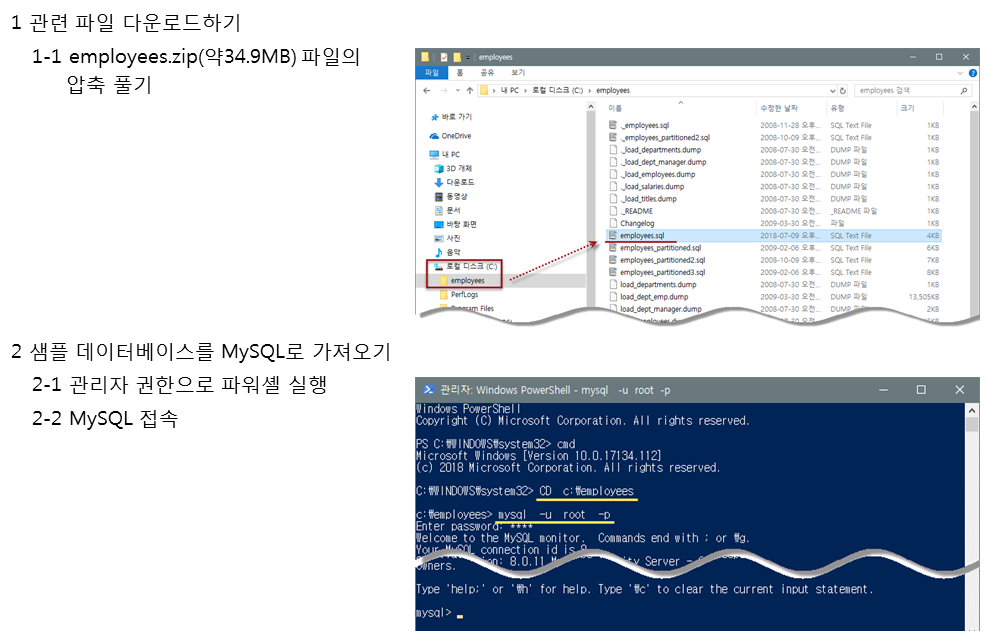 1 관련 파일 다운로드하기
1-1 employees.zip(약34.9MB) 파일의
압축 풀기
employees
파일 홈 공유 보기
내 PC > 로컬 디스크 (C:) > employees
employees 검색
이름 수정한 날짜 유형 크기
바로 가기
OneDrive
내 PC
3D 개체
다운로드
동영상
문서
바탕 화면
사진
음악
로컬 디스크 (C:)
employees
PerfLogs
Program Files
._employees.sql 2008-11-28 오후... SQL Text File 1KB
._employees_partitioned2.sql 2008-10-09 오후... SQL Text File 1KB
._load_departments.dump 2008-07-30 오전... DUMP 파일 1KB
._load_dept_manager.dump 2008-07-30 오전... DUMP 파일 1KB
._load_employees.dump 2008-07-30 오전... DUMP 파일 1KB
._load_salaries.dump 2008-07-30 오전... DUMP 파일 1KB
._load_titles.dump 2008-07-30 오전... DUMP 파일 1KB
._README 2008-07-30 오전... _README 파일 1KB
Changelog 2009-03-30 오전... 파일 1KB
employees.sql 2018-07-09 오후... SQL Text File 4KB
employees_partitioned.sql 2009-02-06 오후... SQL Text File 6KB
employees_partitioned2.sql 2008-10-09 오후... SQL Text File 7KB
employees_partitioned3.sql 2009-02-06 오후... SQL Text File 8KB
load_departments.dump 2008-07-30 오전... DUMP 파일 1KB
load_dept_emp.dump 2009-03-30 오전... DUMP 파일 13,505KB
load_dept_manager.dump 2008-07-30 오전... DUMP 파일 2KB
2 샘플 데이터베이스를 MySQL로 가져오기
2-1 관리자 권한으로 파워셸 실행
2-2 MySQL 접속
관리자: Windows PowerShell - mysql -u root -p
Windows PowerShell
Copyright (C) Microsoft Corporation. All rights reserved.
PS C:₩WINDOWS₩system32> cmd
Microsoft Windows [Version 10.0.17134.112]
(c) 2018 Microsoft Corporation. All rights reserved.
C:₩WINDOWS₩system32> CD c:₩employees
c:₩employees> mysql -u root -p
Enter password: ****
Welcome to the MySQL monitor. Commands end with ; or ₩g.
Your MySQL connection id is
8.0.11 Server
owners.
Type 'help;' or '₩h' for help. Type '₩c' to clear the current input statement.
mysql> _